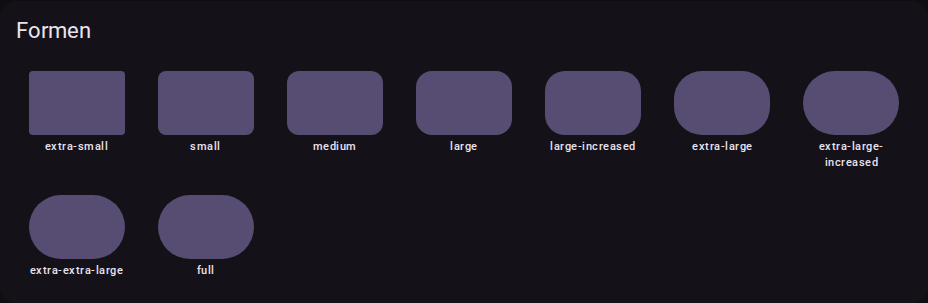 Formen
extra-small
small
medium
large
large-increased
extra-large
extra-large-
increased
extra-extra-large
full